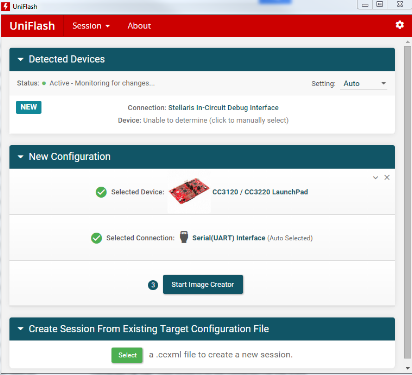 UniFlash
UniFlash Session About
Detected Devices
Status: Active - Monitoring for changes... Setting: Auto
NEW Connection: Stellaris In-Circuit Debug Interface
Device: Unable to determine (click to manually select)
New Configuration
Selected Device: CC3120 / CC3220 LaunchPad
Selected Connection: Serial(UART) Interface (Auto Selected)
3 Start Image Creator
Create Session From Existing Target Configuration File
Select a .ccxml file to create a new session.